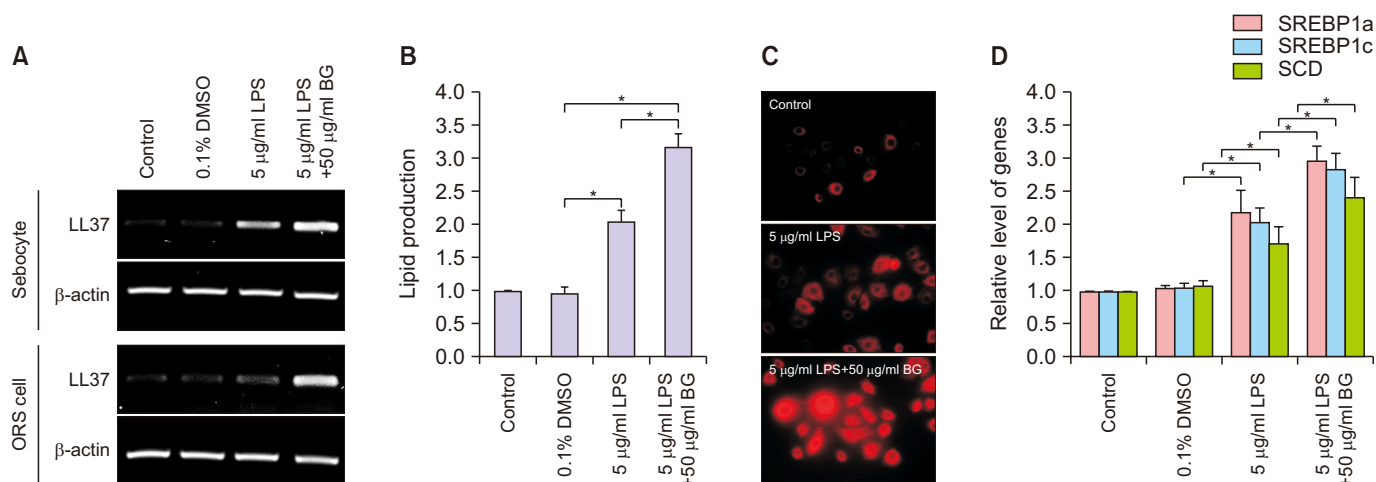 A
Control
0.1% DMSO
5 µg/ml LPS
5 µg/ml LPS
+50 µg/ml BG
Sebocyte
LL37
β-actin
ORS cell
LL37
β-actin
B
Lipid production
4.0
3.5
3.0
2.5
2.0
1.5
1.0
0.5
0.0
*
*
*
Control
0.1% DMSO
5 µg/ml LPS
5 µg/ml LPS
+50 µg/ml BG
C
Control
5 µg/ml LPS
5 µg/ml LPS+50 µg/ml BG
D
SREBP1a
SREBP1c
SCD
Relative level of genes
4.0
3.5
3.0
2.5
2.0
1.5
1.0
0.5
0.0
*
*
*
*
*
*
Control
0.1% DMSO
5 µg/ml LPS
5 µg/ml LPS
+50 µg/ml BG